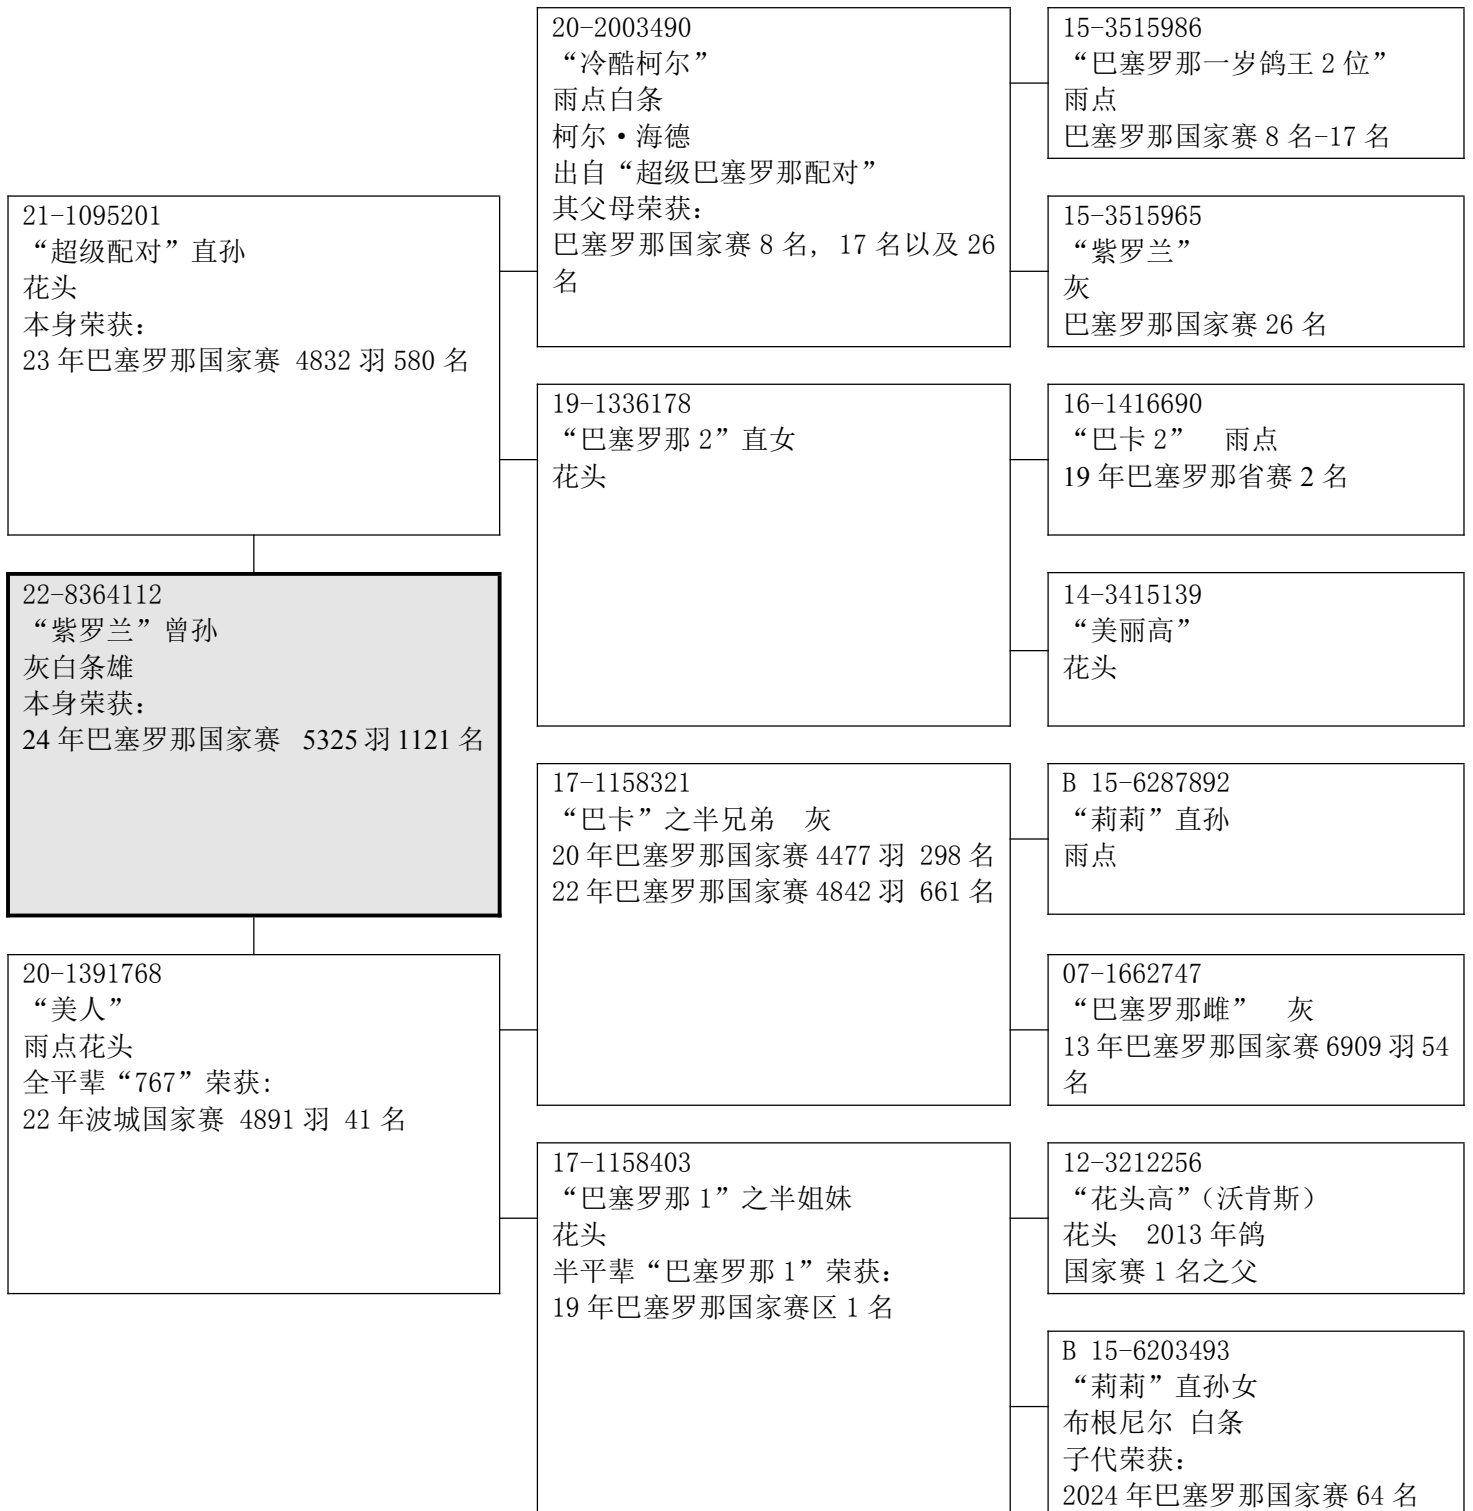 20-2003490
“冷酷柯尔”
雨点白条
柯尔·海德
出自“超级巴塞罗那配对”
其父母荣获：
巴塞罗那国家赛 8 名，17 名以及 26
名
15-3515986
“巴塞罗那一岁鸽王 2 位”
雨点
巴塞罗那国家赛 8 名-17 名
21-1095201
“超级配对”直孙
花头
本身荣获：
23 年巴塞罗那国家赛 4832 羽 580 名
15-3515965
“紫罗兰”
灰
巴塞罗那国家赛 26 名
19-1336178
“巴塞罗那 2”直女
花头
16-1416690
“巴卡 2” 雨点
19 年巴塞罗那省赛 2 名
22-8364112
“紫罗兰”曾孙
灰白条雄
本身荣获：
24 年巴塞罗那国家赛 5325 羽 1121 名
14-3415139
“美丽高”
花头
17-1158321
“巴卡”之半兄弟 灰
20 年巴塞罗那国家赛 4477 羽 298 名
22 年巴塞罗那国家赛 4842 羽 661 名
B 15-6287892
“莉莉”直孙
雨点
20-1391768
“美人”
雨点花头
全平辈“767”荣获：
22 年波城国家赛 4891 羽 41 名
07-1662747
“巴塞罗那雌” 灰
13 年巴塞罗那国家赛 6909 羽 54
名
17-1158403
“巴塞罗那 1”之半姐妹
花头
半平辈“巴塞罗那 1”荣获：
19 年巴塞罗那国家赛区 1 名
12-3212256
“花头高”（沃肯斯）
花头 2013 年鸽
国家赛 1 名之父
B 15-6203493
“莉莉”直孙女
布根尼尔 白条
子代荣获：
2024 年巴塞罗那国家赛 64 名